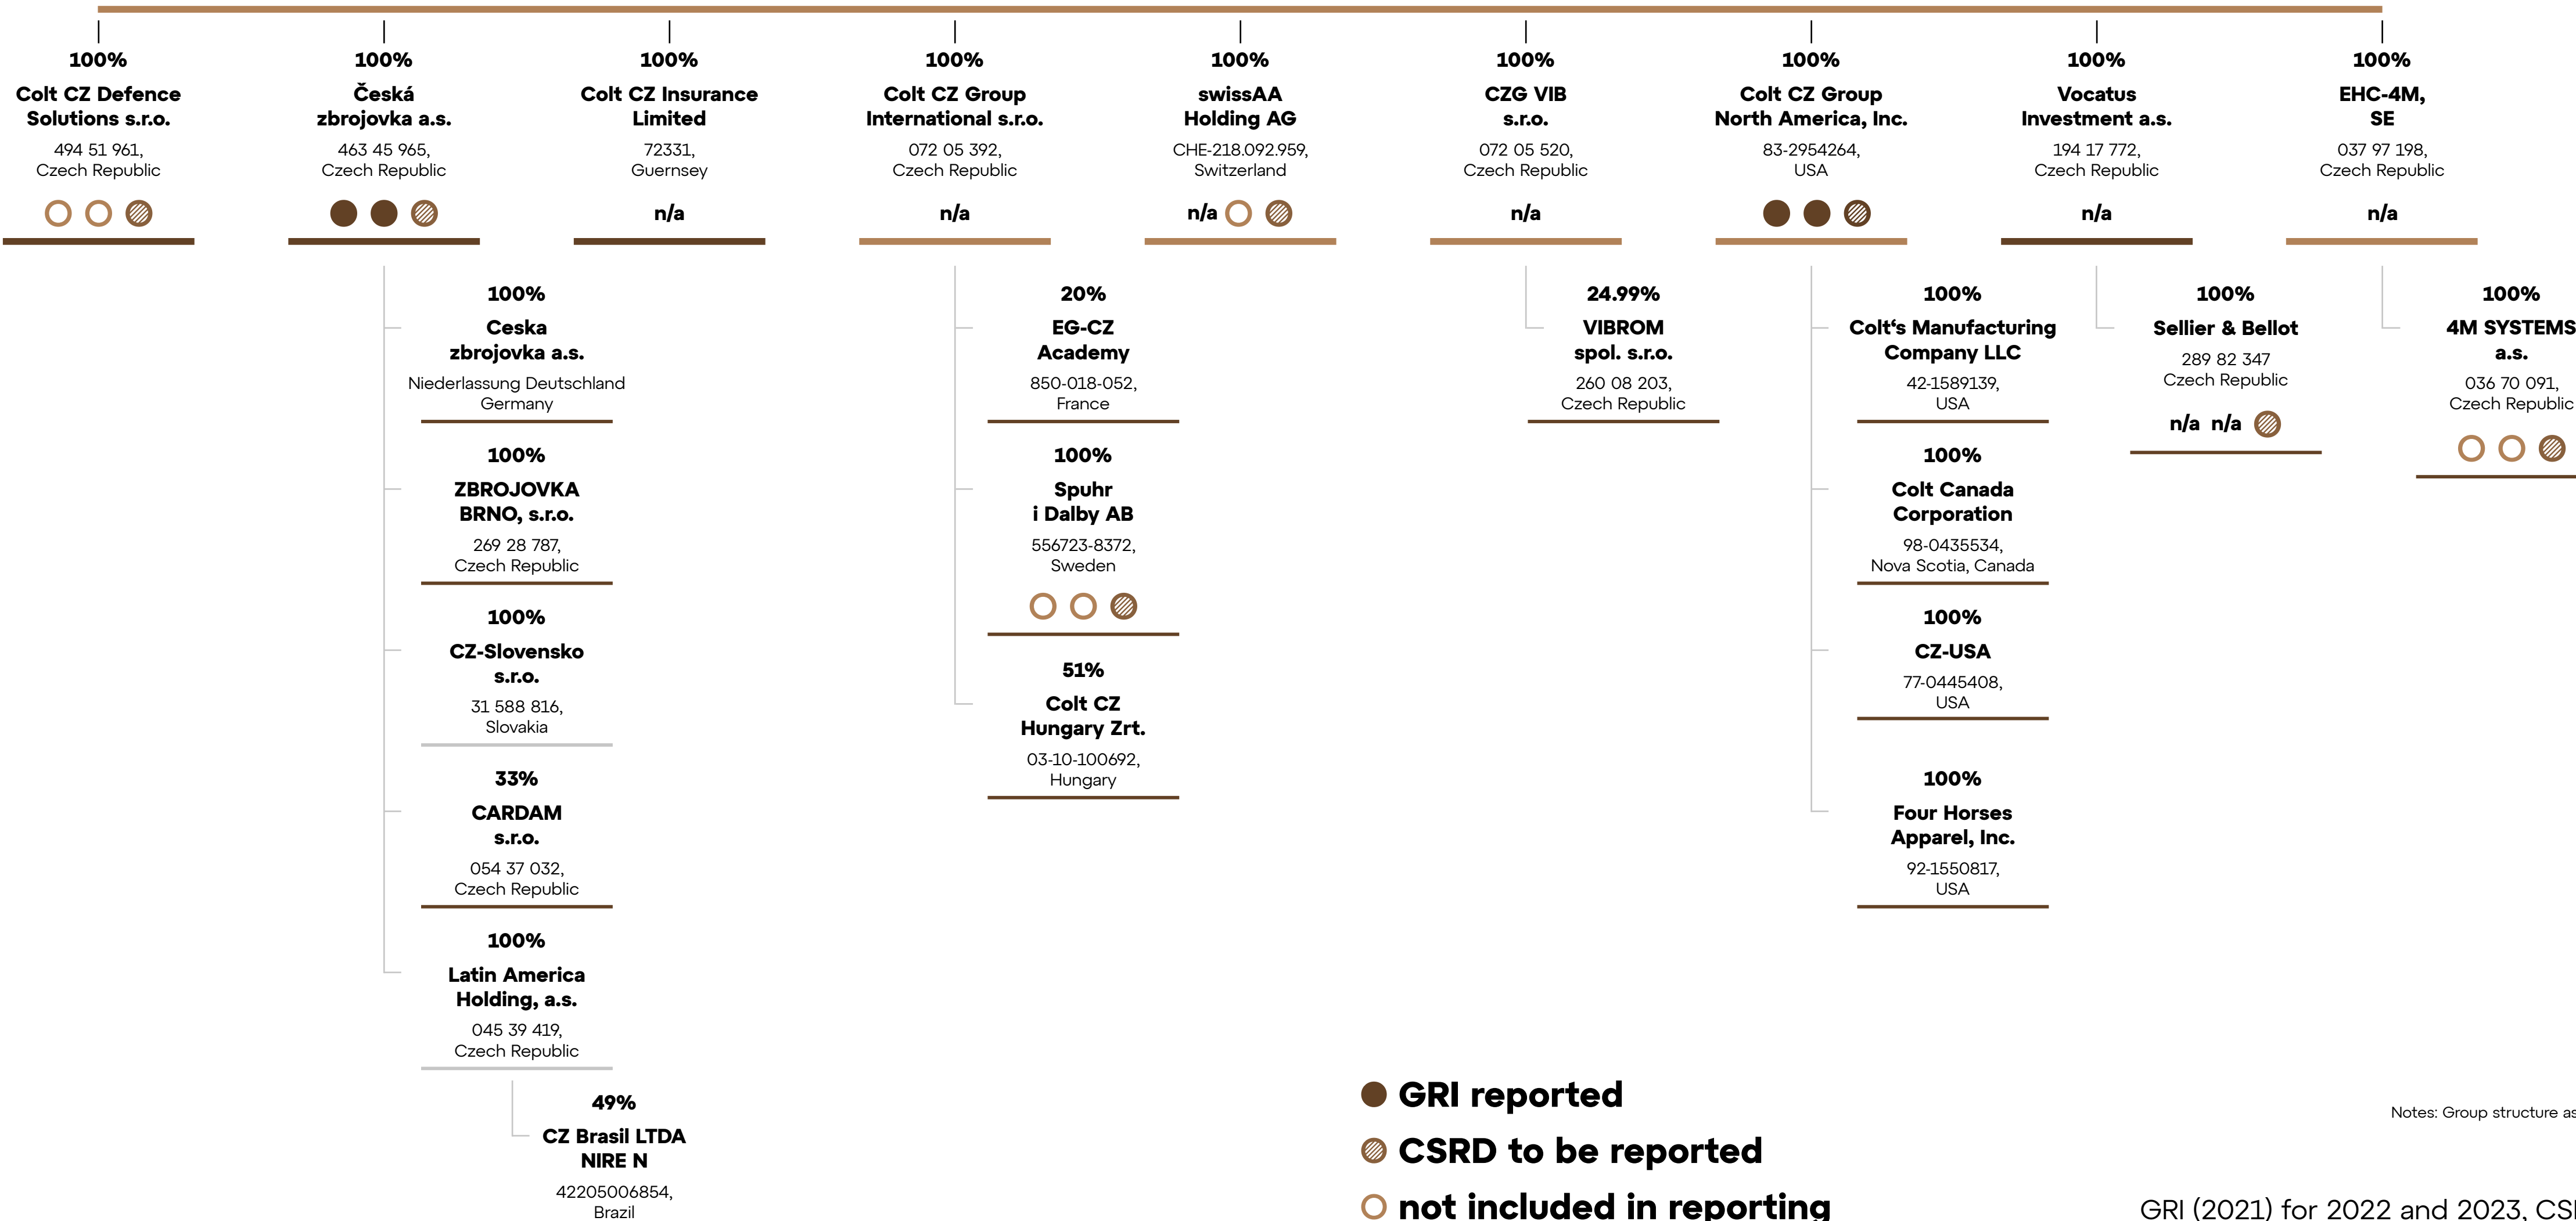 100%
Colt CZ Defence
Solutions s.r.o.
494 51 961,
Czech Republic
100%
Česká
zbrojovka a.s.
463 45 965,
Czech Republic
100%
Ceska
zbrojovka a.s.
Niederlassung Deutschland
Germany
100%
ZBROJOVKA
BRNO, s.r.o.
269 28 787,
Czech Republic
100%
CZ-Slovensko
s.r.o.
31 588 816,
Slovakia
33%
CARDAM
s.r.o.
054 37 032,
Czech Republic
100%
Latin America
Holding, a.s.
045 39 419,
Czech Republic
49%
CZ Brasil LTDA
NIRE N
42205006854,
Brazil
100%
Colt CZ Insurance
Limited
72331,
Guernsey
n/a
100%
Colt CZ Group
International s.r.o.
072 05 392,
Czech Republic
n/a
20%
EG-CZ
Academy
850-018-052,
France
100%
Spuhr
i Dalby AB
556723-8372,
Sweden
51%
Colt CZ
Hungary Zrt.
03-10-100692,
Hungary
100%
swissAA
Holding AG
CHE-218.092.959,
Switzerland
n/a
100%
CZG VIB
s.r.o.
072 05 520,
Czech Republic
n/a
24.99%
VIBROM
spol. s.r.o.
260 08 203,
Czech Republic
100%
Colt CZ Group
North America, Inc.
83-2954264,
USA
100%
Colt‘s Manufacturing
Company LLC
42-1589139,
USA
100%
Colt Canada
Corporation
98-0435534,
Nova Scotia, Canada
100%
CZ-USA
77-0445408,
USA
100%
Four Horses
Apparel, Inc.
92-1550817,
USA
100%
Vocatus
Investment a.s.
194 17 772,
Czech Republic
n/a
100%
Sellier & Bellot
289 82 347
Czech Republic
n/a n/a
100%
EHC-4M,
SE
037 97 198,
Czech Republic
n/a
100%
4M SYSTEMS
a.s.
036 70 091,
Czech Republic
GRI reported
CSRD to be reported
not included in reporting
Notes: Group structure as
GRI (2021) for 2022 and 2023,